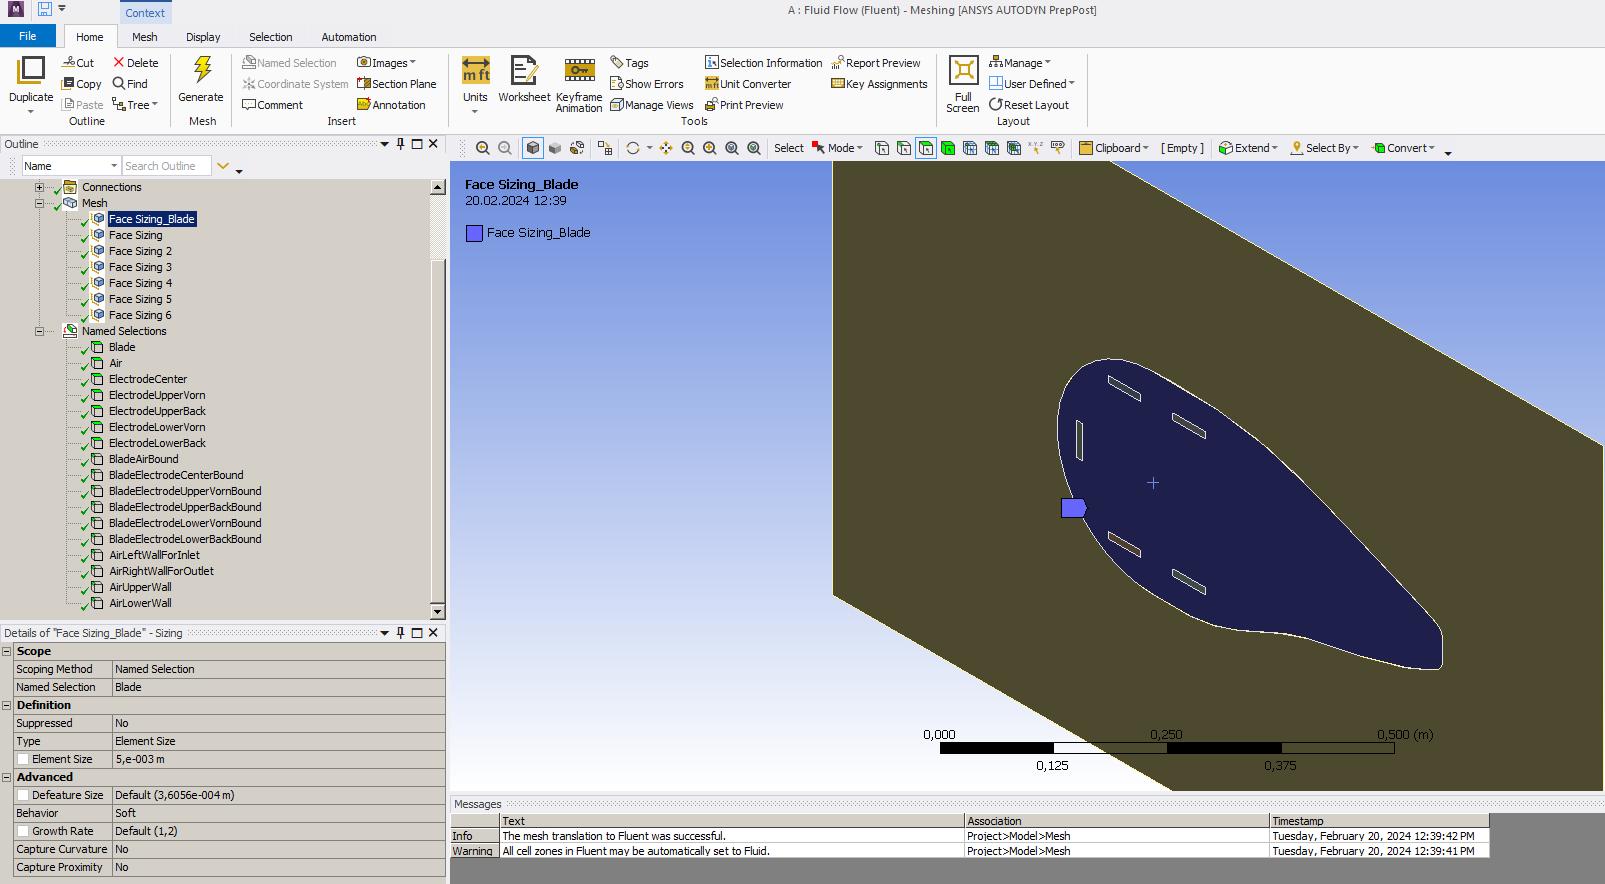 A : Fluid Flow (Fluent) - Meshing [ANSYS AUTODYN PrepPost]
M
Context
File
Home
Mesh
Display
Selection
Automation
Duplicate
Cut
Copy
Paste
Delete
Find
Tree
Outline
Generate
Mesh
Named Selection
Coordinate System
Comment
Images
Section Plane
Annotation
Insert
mft
Units
Worksheet
Keyframe
Animation
Tags
Show Errors
Manage Views
Selection Information
Unit Converter
Print Preview
Report Preview
Key Assignments
Tools
Full
Screen
Manage
User Defined
Reset Layout
Layout
Outline
Name
Search Outline
Select
Mode
Clipboard
[Empty]
Extend
Select By
Convert
Connections
Mesh
Face Sizing_Blade
Face Sizing
Face Sizing 2
Face Sizing 3
Face Sizing 4
Face Sizing 5
Face Sizing 6
Named Selections
Blade
Air
ElectrodeCenter
ElectrodeUpperVorn
ElectrodeUpperBack
ElectrodeLowerVorn
ElectrodeLowerBack
BladeAirBound
BladeElectrodeCenterBound
BladeElectrodeUpperVornBound
BladeElectrodeUpperBackBound
BladeElectrodeLowerVornBound
BladeElectrodeLowerBackBound
AirLeftWallForInlet
AirRightWallForOutlet
AirUpperWall
AirLowerWall
Face Sizing_Blade
20.02.2024 12:39
Face Sizing_Blade
0,000
0,250
0,500 (m)
0,125
0,375
Details of "Face Sizing_Blade" - Sizing
Scope
Scoping Method Named Selection
Named Selection Blade
Definition
Suppressed No
Type Element Size
Element Size 5,e-003 m
Advanced
Defeature Size Default (3,6056e-004 m)
Behavior Soft
Growth Rate Default (1,2)
Capture Curvature No
Capture Proximity No
Messages
Text Association Timestamp
Info The mesh translation to Fluent was successful. Project>Model>Mesh Tuesday, February 20, 2024 12:39:42 PM
Warning All cell zones in Fluent may be automatically set to Fluid. Project>Model>Mesh Tuesday, February 20, 2024 12:39:41 PM